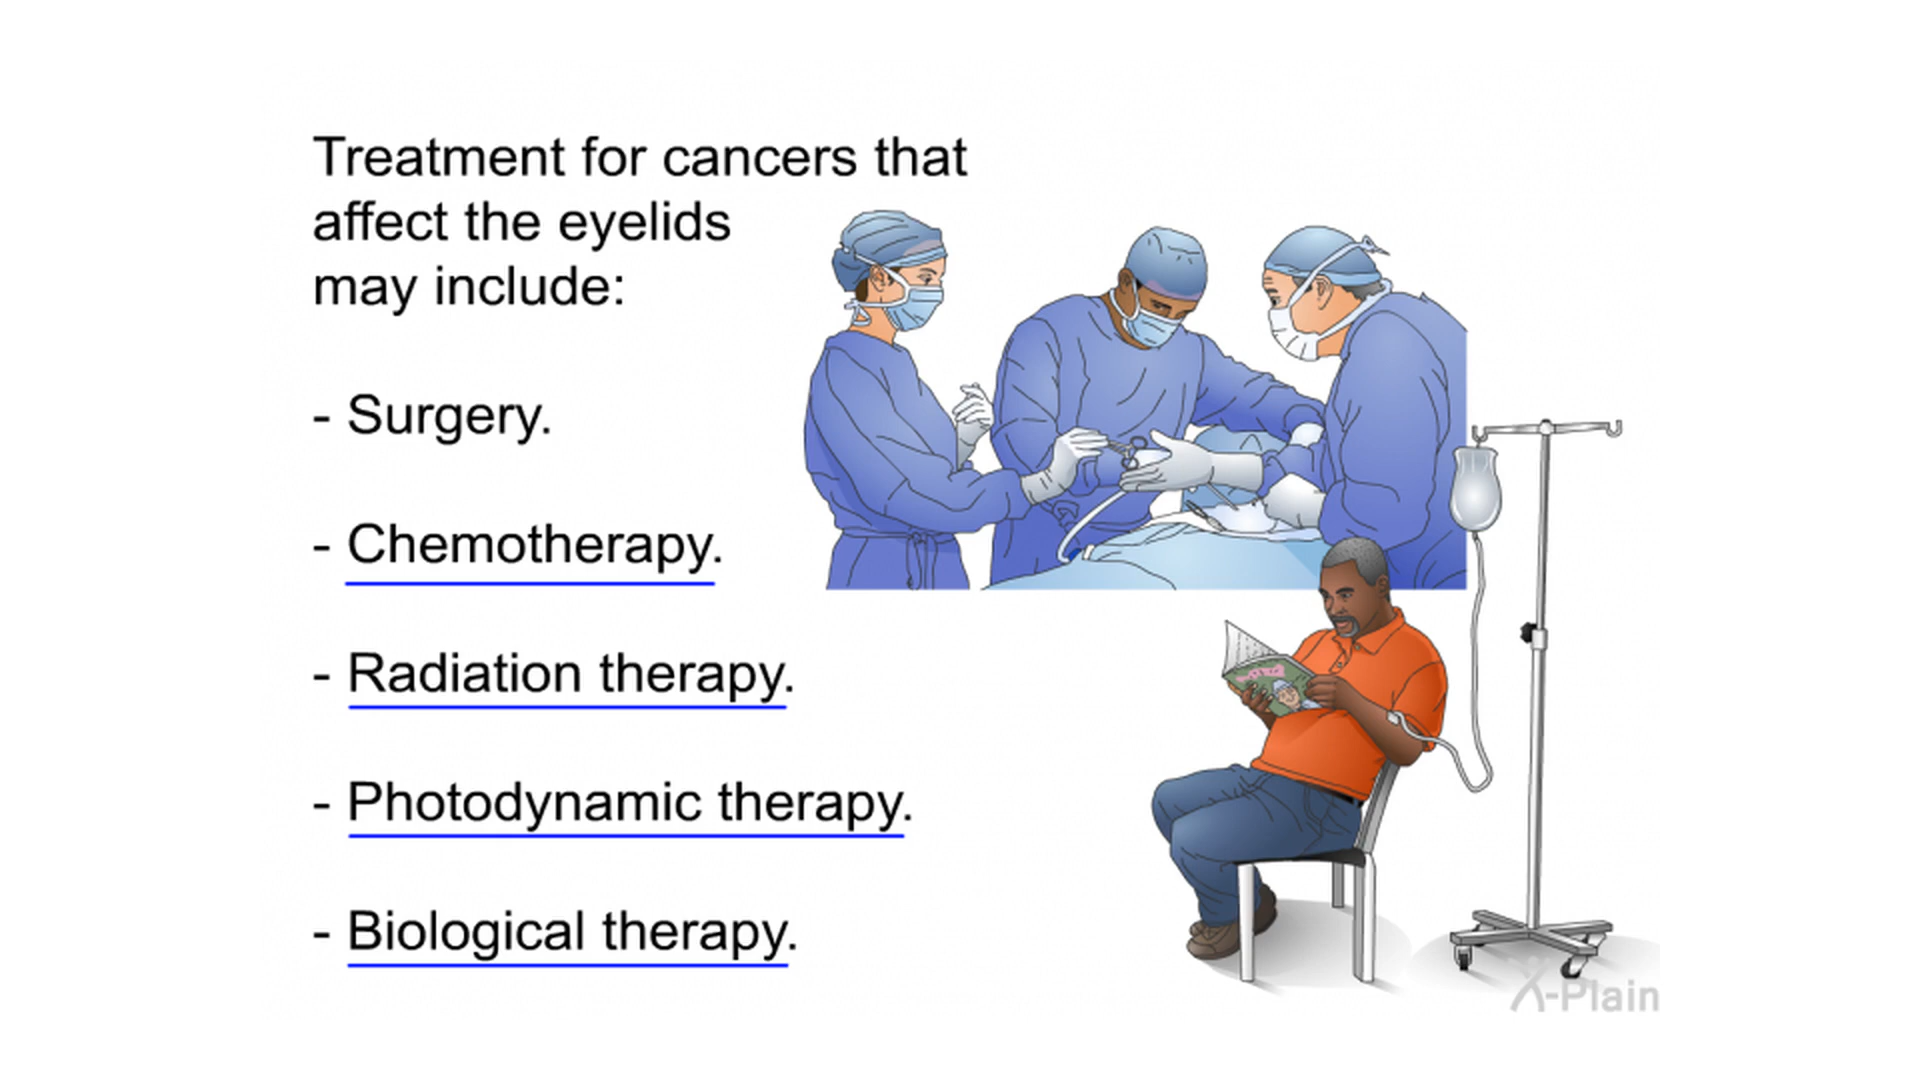 Treatment for cancers that
affect the eyelids
may include:
- Surgery.
- Chemotherapy.
- Radiation therapy.
- Photodynamic therapy.
- Biological therapy.
X-Plain